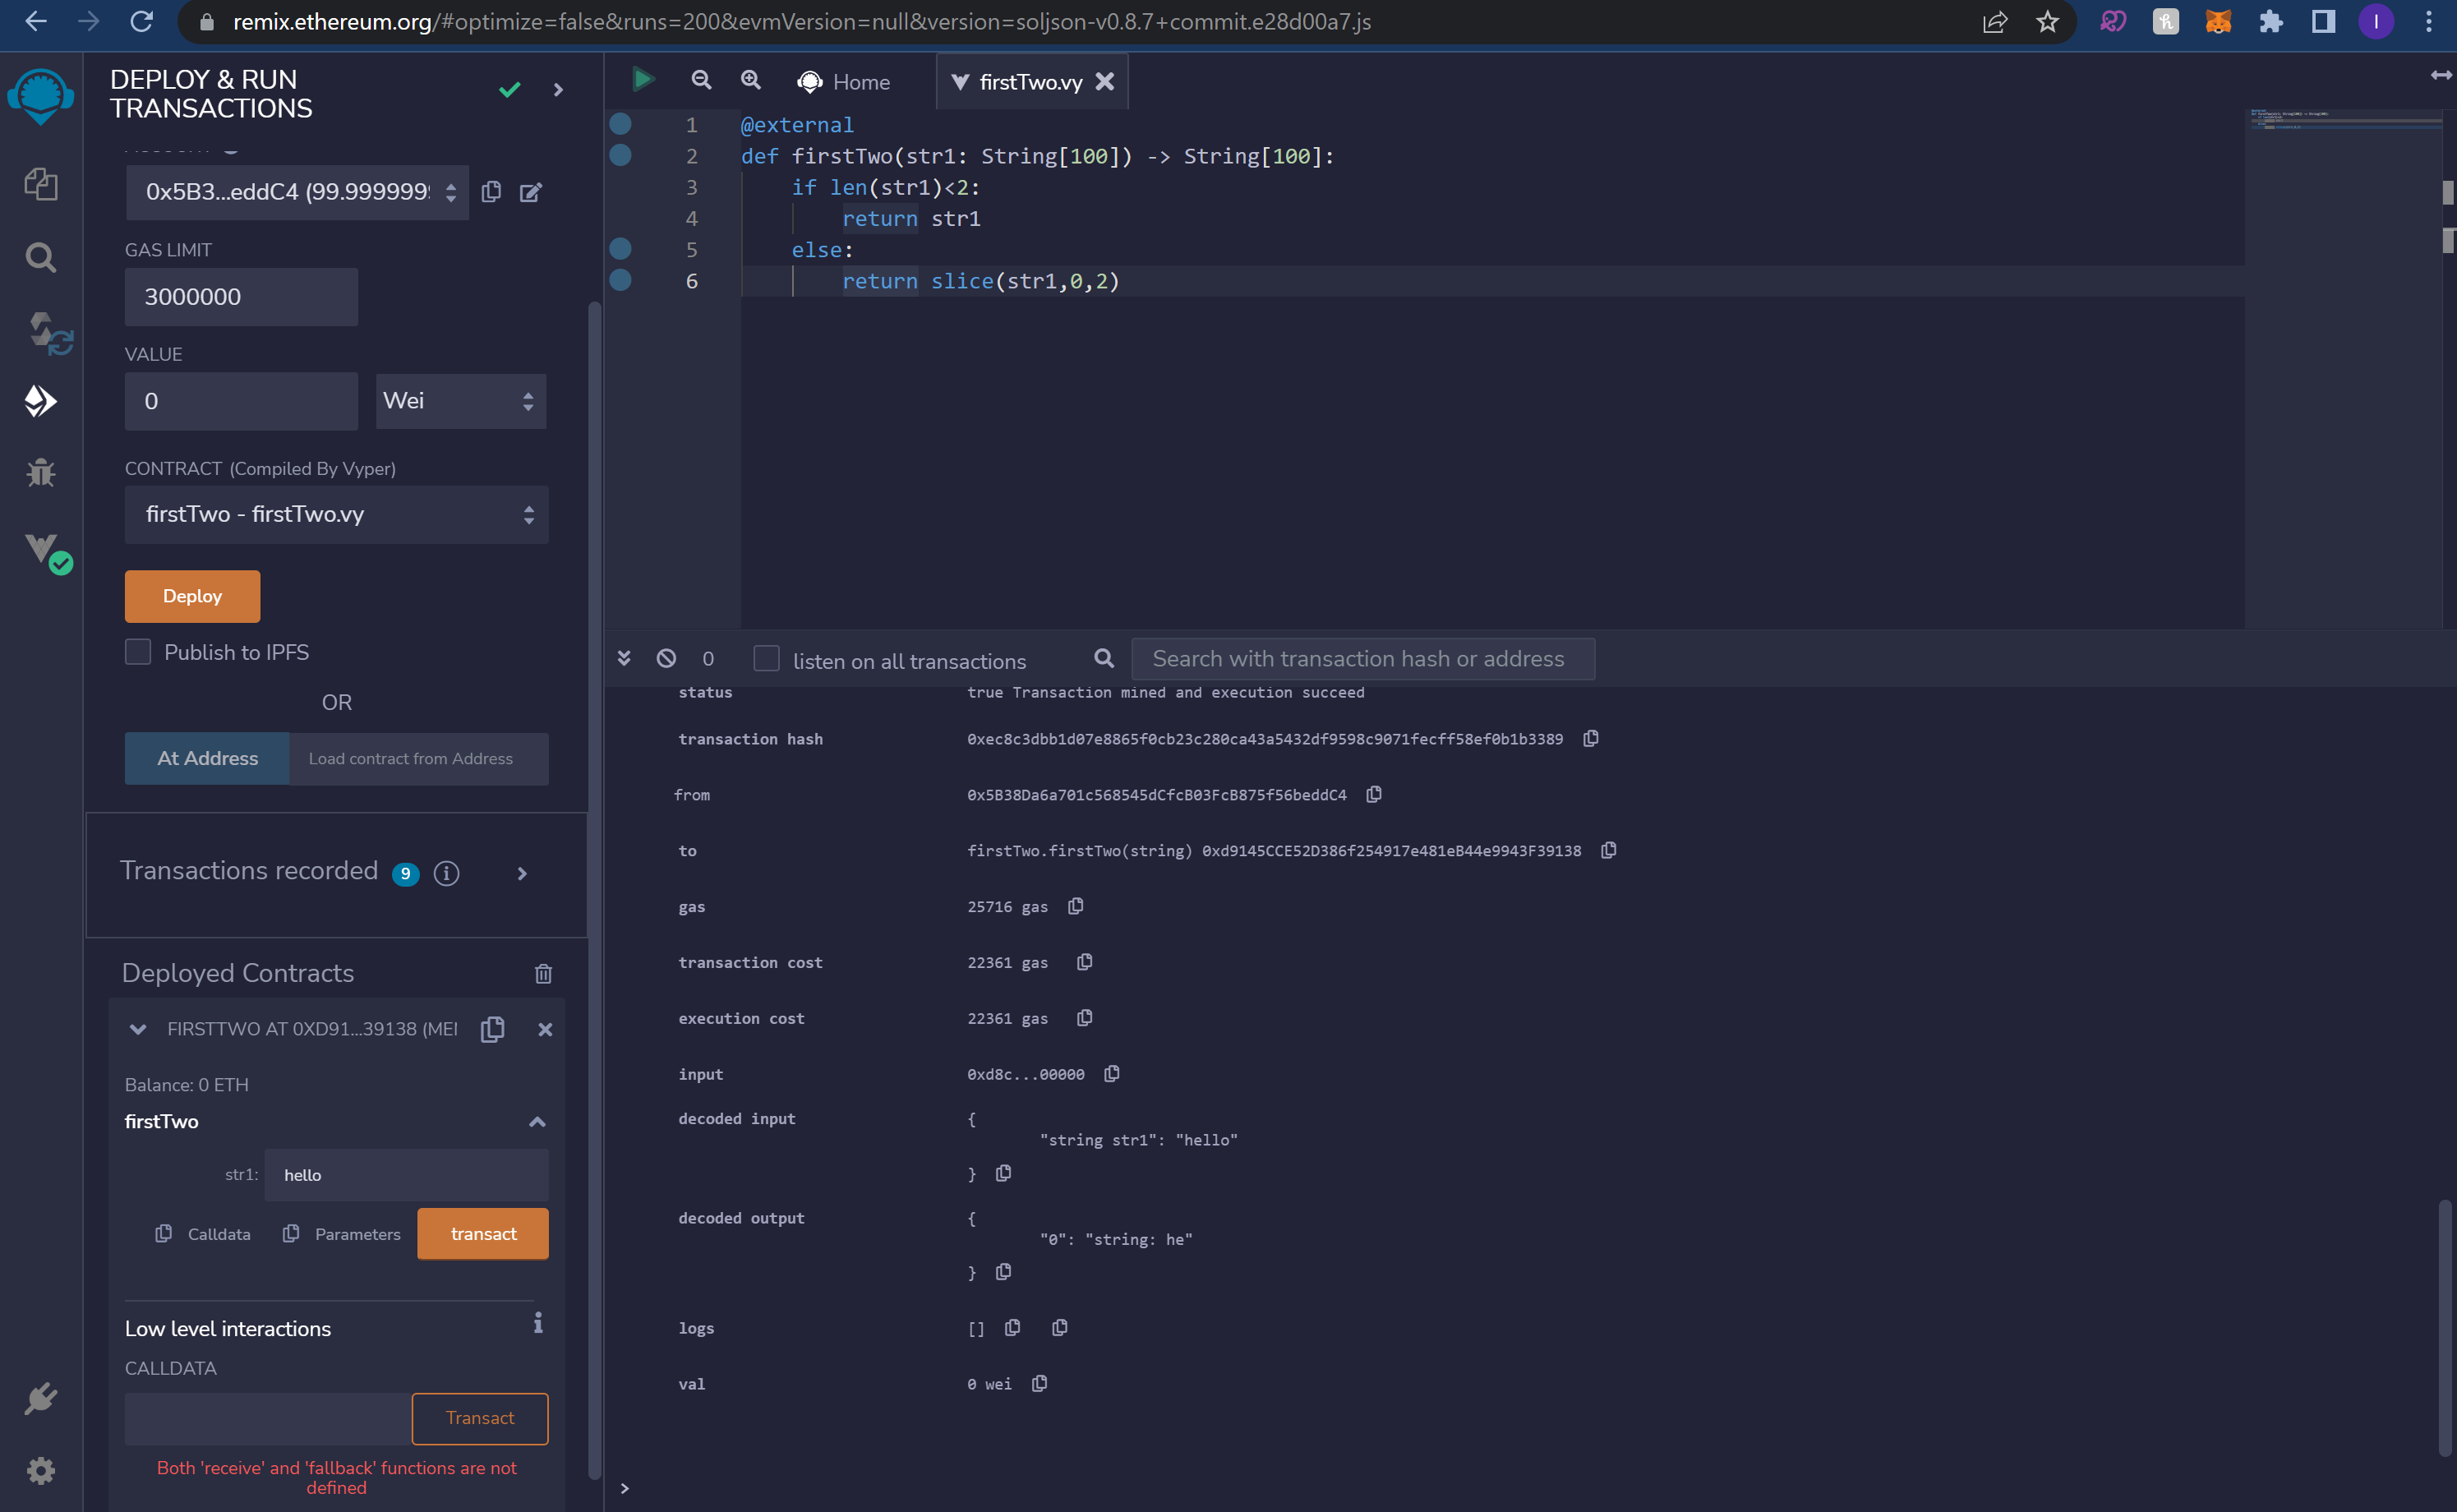 remix.ethereum.org/#optimize=false&runs=200&evmVersion=null&version=soljson-v0.8.7+commit.e28d00a7.js
I
DEPLOY & RUN
TRANSACTIONS
0x5B3...eddC4 (99.9999999
GAS LIMIT
3000000
VALUE
0
Wei
CONTRACT (Compiled By Vyper)
firstTwo - firstTwo.vy
Deploy
Publish to IPFS
OR
At Address
Load contract from Address
Transactions recorded 9 i
Deployed Contracts
FIRSTTWO AT 0XD91...39138 (MEI
Balance: 0 ETH
firstTwo
str1:
hello
Calldata
Parameters
transact
Low level interactions
i
CALLDATA
Transact
Both 'receive' and 'fallback' functions are not
defined
Home
firstTwo.vy
1 @external
2 def firstTwo(str1: String[100]) -> String[100]:
3 if len(str1)<2:
4 return str1
5 else:
6 return slice(str1,0,2)
0
listen on all transactions
Search with transaction hash or address
status true Transaction mined and execution succeed
transaction hash 0xec8c3dbb1d07e8865f0cb23c280ca43a5432df9598c9071fecff58ef0b1b3389
from 0x5B38Da6a701c568545dCfcB03FcB875f56beddC4
to firstTwo.firstTwo(string) 0xd9145CCE52D386f254917e481eB44e9943F39138
gas 25716 gas
transaction cost 22361 gas
execution cost 22361 gas
input 0xd8c...00000
decoded input {
"string str1": "hello"
}
decoded output {
"0": "string: he"
}
logs []
val 0 wei
>